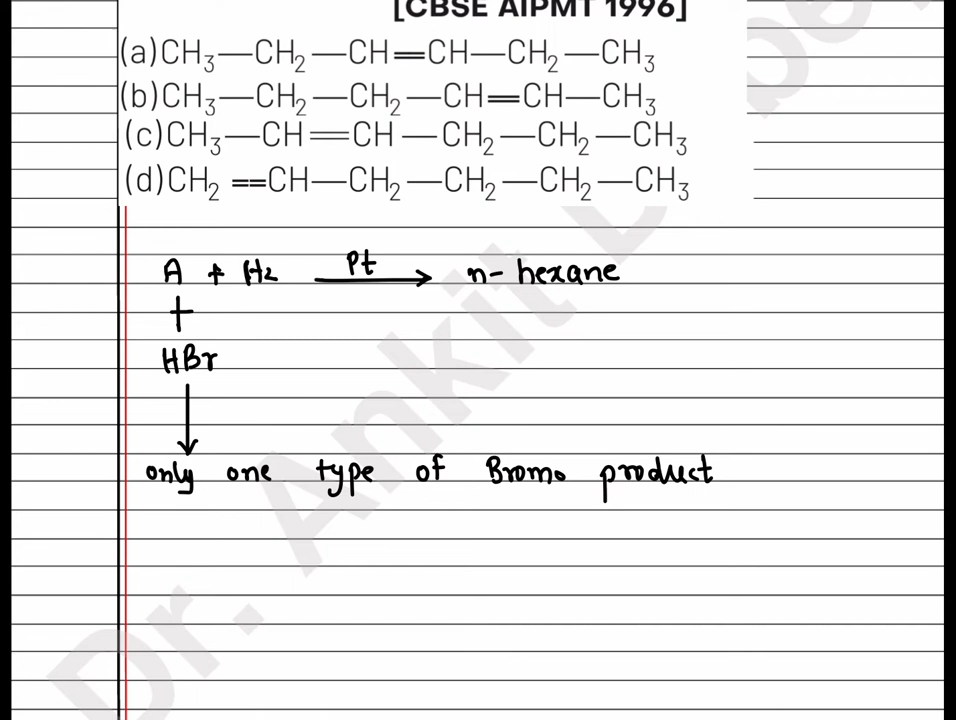 [CBSE AIPMT 1996]
(a)CH₃—CH₂—CH=CH—CH₂—CH₃
(b)CH₃—CH₂—CH₂—CH=CH—CH₃
(c)CH₃—CH=CH—CH₂—CH₂—CH₃
(d)CH₂=CH—CH₂—CH₂—CH₂—CH₃
A + H₂ —Pt→ n-hexane
+
HBr
↓
only one type of Bromo product
Dr. Ankit